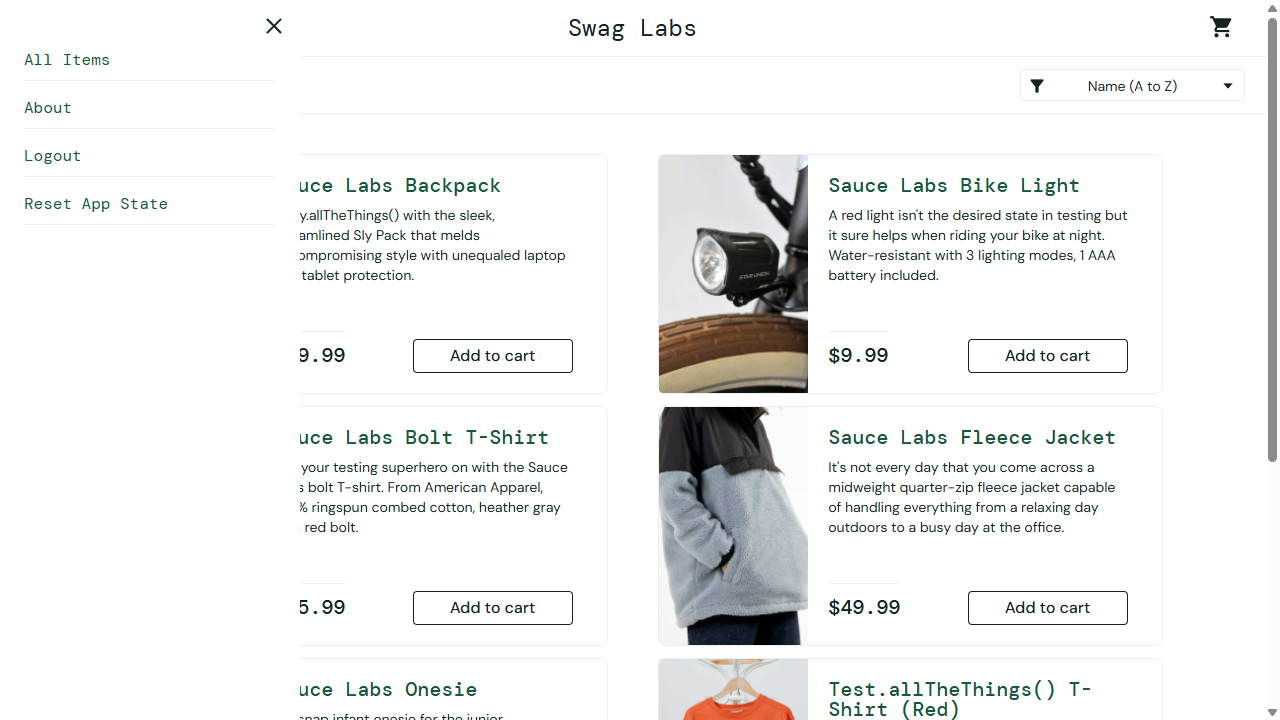 All Items
About
Logout
Reset App State
Swag Labs
Name (A to Z)
uce Labs Backpack
y.allTheThings() with the sleek,
amlined Sly Pack that melds
ompromising style with unequaled laptop
tablet protection.
9.99
Add to cart
Sauce Labs Bike Light
A red light isn't the desired state in testing but
it sure helps when riding your bike at night.
Water-resistant with 3 lighting modes, 1 AAA
battery included.
$9.99
Add to cart
uce Labs Bolt T-Shirt
your testing superhero on with the Sauce
s bolt T-shirt. From American Apparel,
% ringspun combed cotton, heather gray
red bolt.
5.99
Add to cart
Sauce Labs Fleece Jacket
It's not every day that you come across a
midweight quarter-zip fleece jacket capable
of handling everything from a relaxing day
outdoors to a busy day at the office.
$49.99
Add to cart
uce Labs Onesie
snap infant onesie for the junior
Test.allTheThings() T-
Shirt (Red)